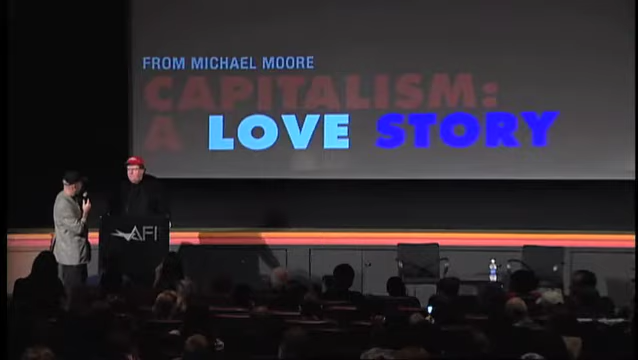 FROM MICHAEL MOORE
CAPITALISM:
A LOVE STORY
AFI